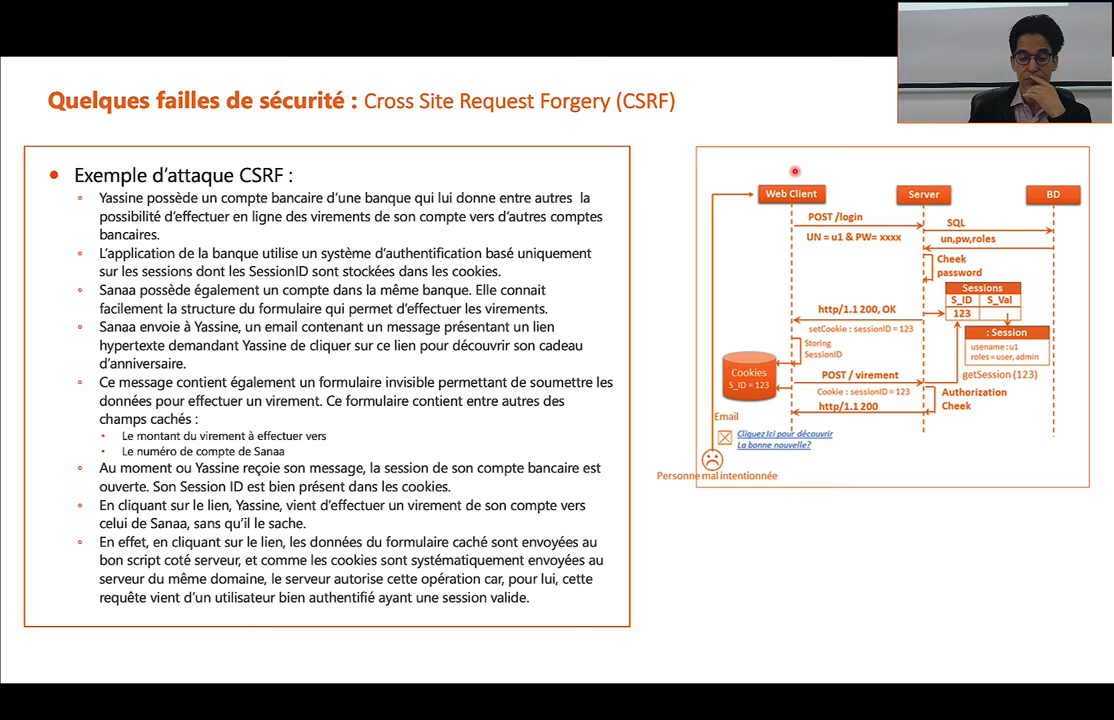 Quelques failles de sécurité : Cross Site Request Forgery (CSRF)
Exemple d'attaque CSRF :
Yassine possède un compte bancaire d'une banque qui lui donne entre autres la
possibilité d'effectuer en ligne des virements de son compte vers d'autres comptes
bancaires.
L'application de la banque utilise un système d'authentification basé uniquement
sur les sessions dont les SessionID sont stockées dans les cookies.
Sanaa possède également un compte dans la même banque. Elle connait
facilement la structure du formulaire qui permet d'effectuer les virements.
Sanaa envoie à Yassine, un email contenant un message présentant un lien
hypertexte demandant Yassine de cliquer sur ce lien pour découvrir son cadeau
d'anniversaire.
Ce message contient également un formulaire invisible permettant de soumettre les
données pour effectuer un virement. Ce formulaire contient entre autres des
champs cachés :
Le montant du virement à effectuer vers
Le numéro de compte de Sanaa
Au moment ou Yassine reçoie son message, la session de son compte bancaire est
ouverte. Son Session ID est bien présent dans les cookies.
En cliquant sur le lien, Yassine, vient d'effectuer un virement de son compte vers
celui de Sanaa, sans qu'il le sache.
En effet, en cliquant sur le lien, les données du formulaire caché sont envoyées au
bon script coté serveur, et comme les cookies sont systématiquement envoyées au
serveur du même domaine, le serveur autorise cette opération car, pour lui, cette
requête vient d'un utilisateur bien authentifié ayant une session valide.
Web Client
Server
BD
POST /login
UN = u1 & PW= xxxx
SQL
un,pw,roles
Cheek
password
Sessions
S_ID S_Val
123
http/1.1 200, OK
setCookie : sessionID = 123
: Session
usename : u1
roles = user, admin
Storing
SessionID
Cookies
S_ID = 123
POST / virement
getSession (123)
Cookie : sessionID = 123
Authorization
Cheek
http/1.1 200
Email
Cliquez Ici pour découvrir
La bonne nouvelle?
Personne mal intentionnée